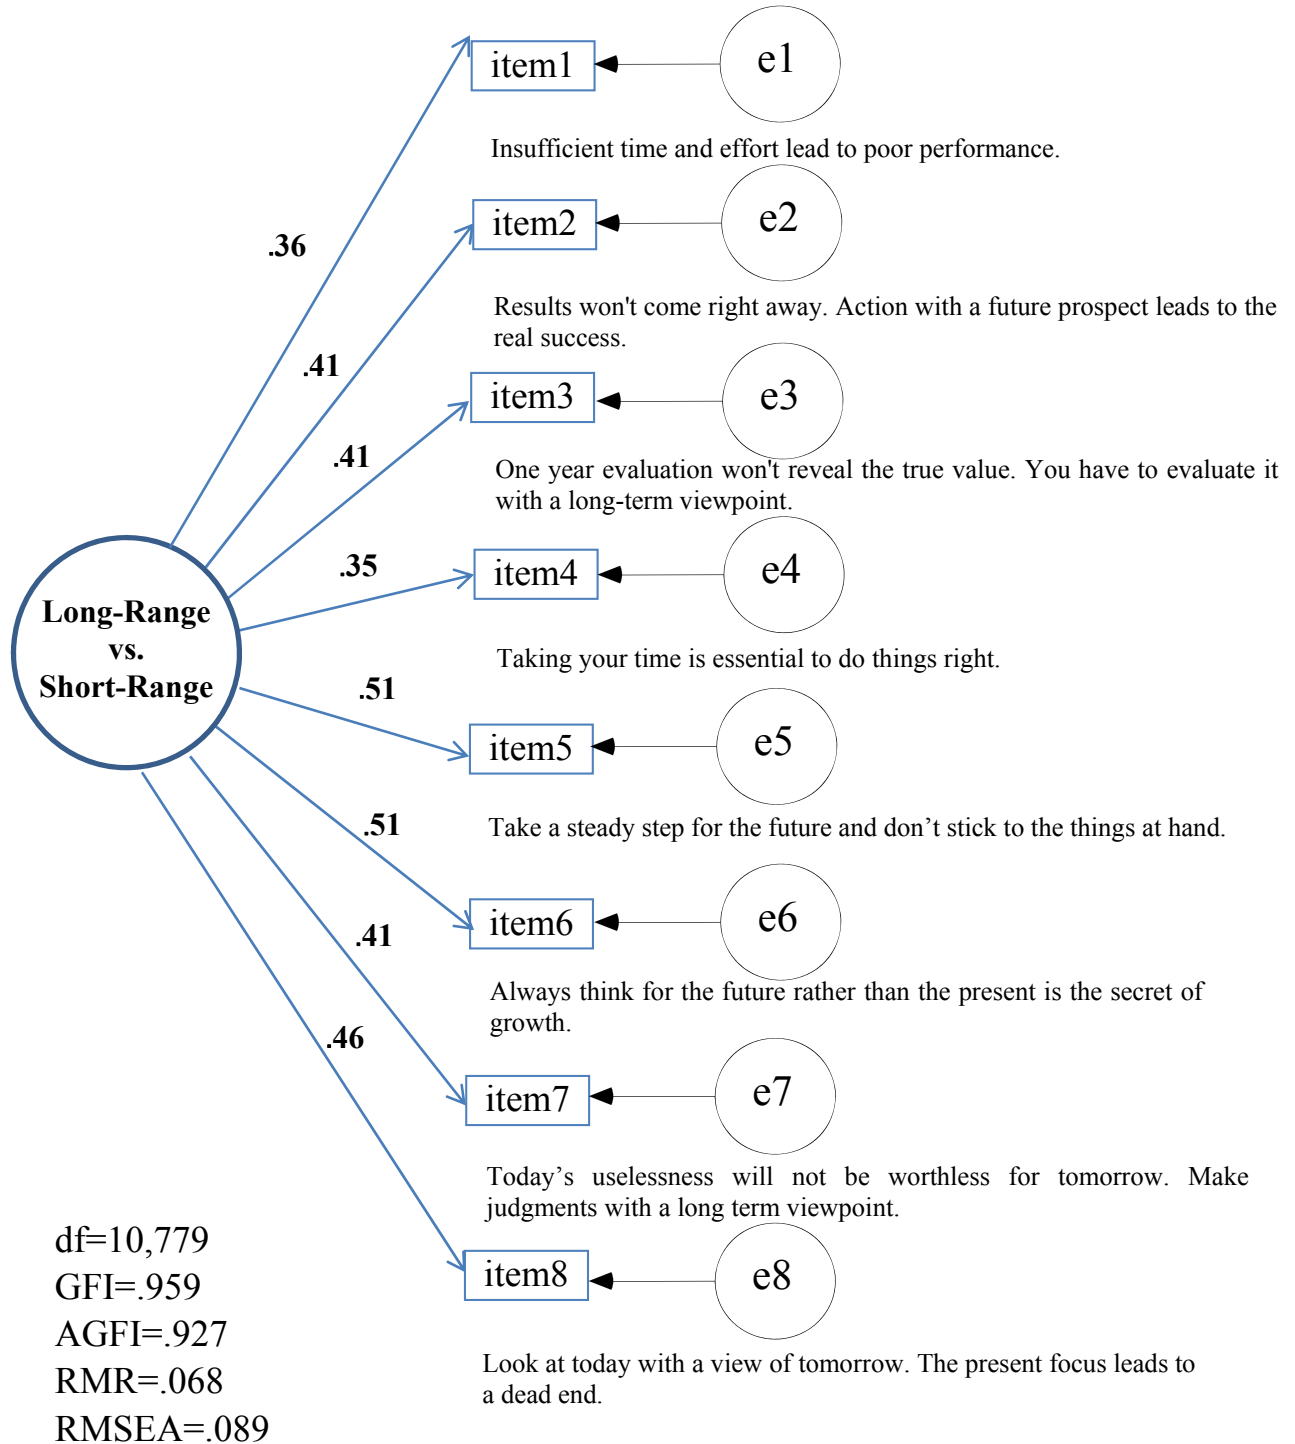 item1
e1
Insufficient time and effort lead to poor performance.
.36
item2
e2
Results won't come right away. Action with a future prospect leads to the
real success.
.41
item3
e3
.41
One year evaluation won't reveal the true value. You have to evaluate it
with a long-term viewpoint.
.35
item4
e4
Long-Range
vs.
Short-Range
Taking your time is essential to do things right.
.51
item5
e5
Take a steady step for the future and don’t stick to the things at hand.
.51
item6
e6
.41
Always think for the future rather than the present is the secret of
growth.
.46
item7
e7
Today’s uselessness will not be worthless for tomorrow. Make
judgments with a long term viewpoint.
item8
e8
Look at today with a view of tomorrow. The present focus leads to
a dead end.
df=10,779
GFI=.959
AGFI=.927
RMR=.068
RMSEA=.089